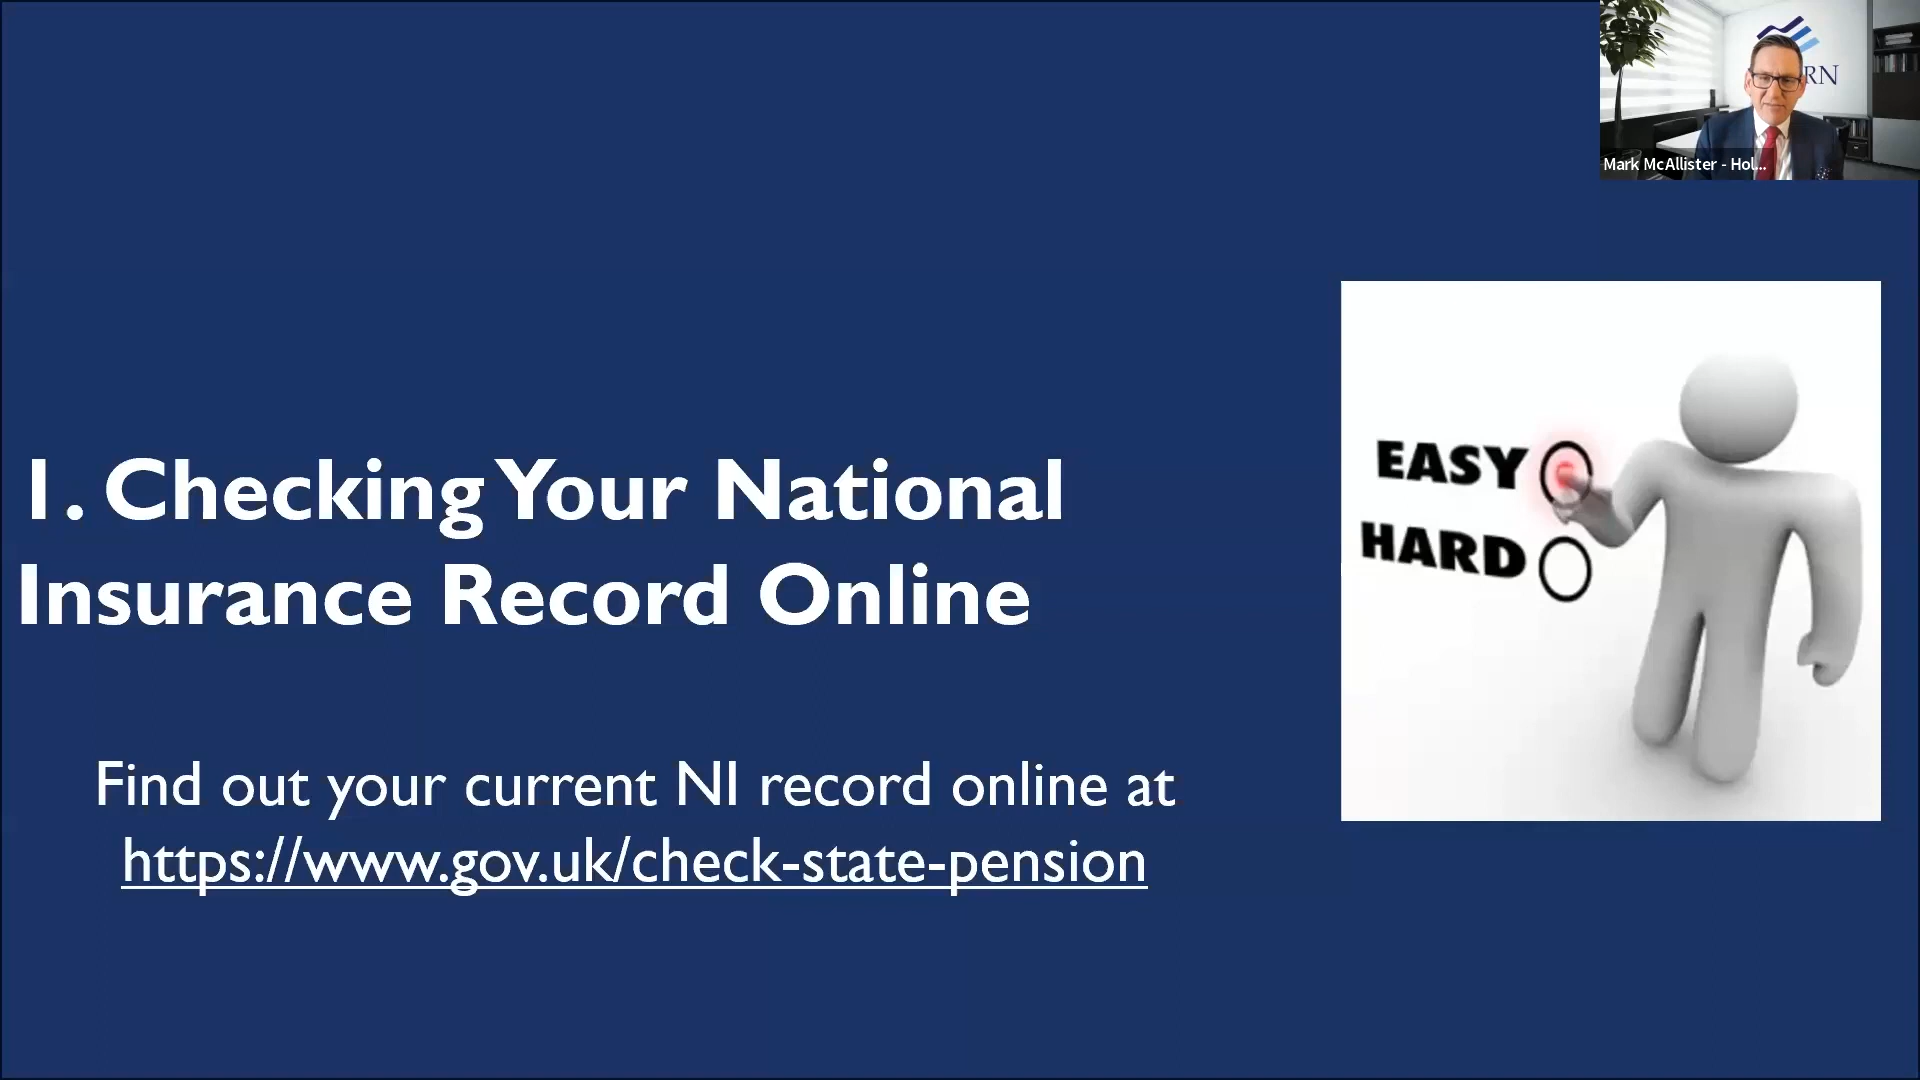 RN
Mark McAllister - Hol...
EASY
HARD
1. Checking Your National
Insurance Record Online
Find out your current NI record online at
https://www.gov.uk/check-state-pension